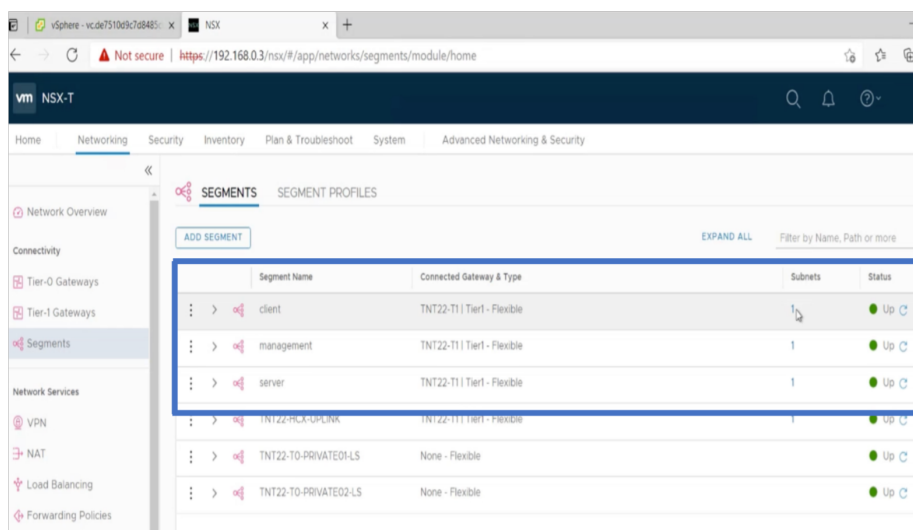 vSphere - vc.de7510d9c7d8485c
NSX
Not secure | https://192.168.0.3/nsx/#/app/networks/segments/module/home
vm NSX-T
Home Networking Security Inventory Plan & Troubleshoot System Advanced Networking & Security
SEGMENTS SEGMENT PROFILES
Network Overview
ADD SEGMENT EXPAND ALL Filter by Name, Path or more
Connectivity
Segment Name Connected Gateway & Type Subnets Status
Tier-0 Gateways
client TNT22-T1 | Tier1 - Flexible 1 Up
Tier-1 Gateways
Segments
management TNT22-T1 | Tier1 - Flexible 1 Up
server TNT22-T1 | Tier1 - Flexible 1 Up
Network Services
TNT22-HCX-UPLINK TNT22-T1 | Tier1 - Flexible 1 Up
VPN
NAT
TNT22-T0-PRIVATE01-LS None - Flexible Up
Load Balancing
TNT22-T0-PRIVATE02-LS None - Flexible Up
Forwarding Policies